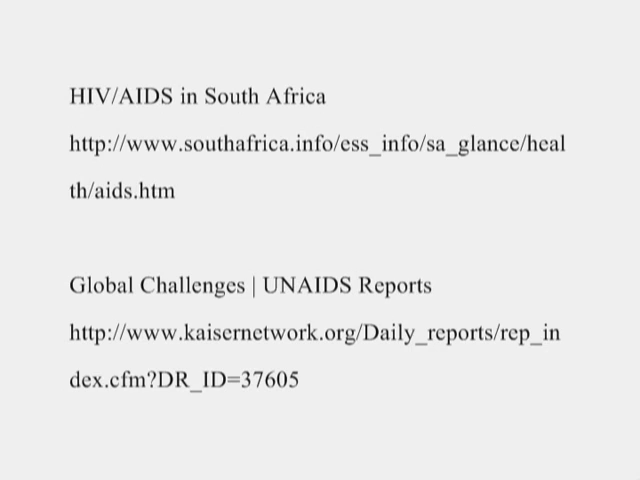 HIV/AIDS in South Africa
http://www.southafrica.info/ess_info/sa_glance/heal
th/aids.htm
Global Challenges | UNAIDS Reports
http://www.kaisernetwork.org/Daily_reports/rep_in
dex.cfm?DR_ID=37605